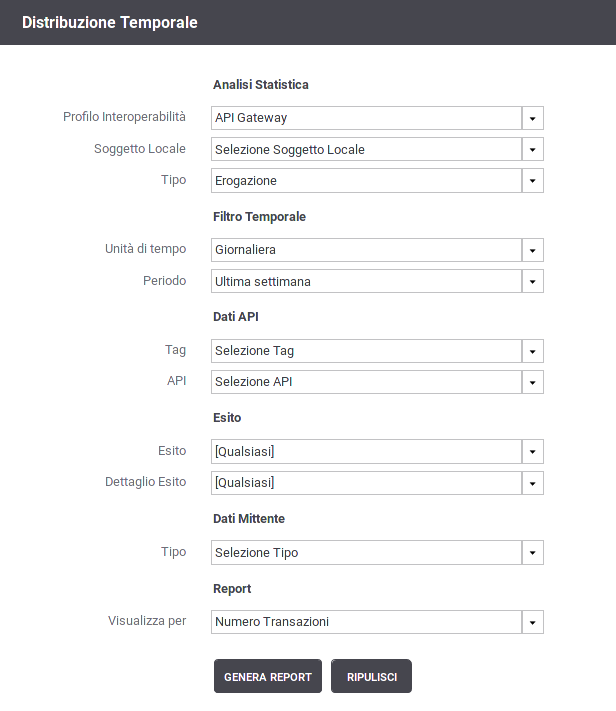 Distribuzione Temporale
Analisi Statistica
Profilo Interoperabilità API Gateway
Soggetto Locale Selezione Soggetto Locale
Tipo Erogazione
Filtro Temporale
Unità di tempo Giornaliera
Periodo Ultima settimana
Dati API
Tag Selezione Tag
API Selezione API
Esito
Esito [Qualsiasi]
Dettaglio Esito [Qualsiasi]
Dati Mittente
Tipo Selezione Tipo
Report
Visualizza per Numero Transazioni
GENERA REPORT RIPULISCI